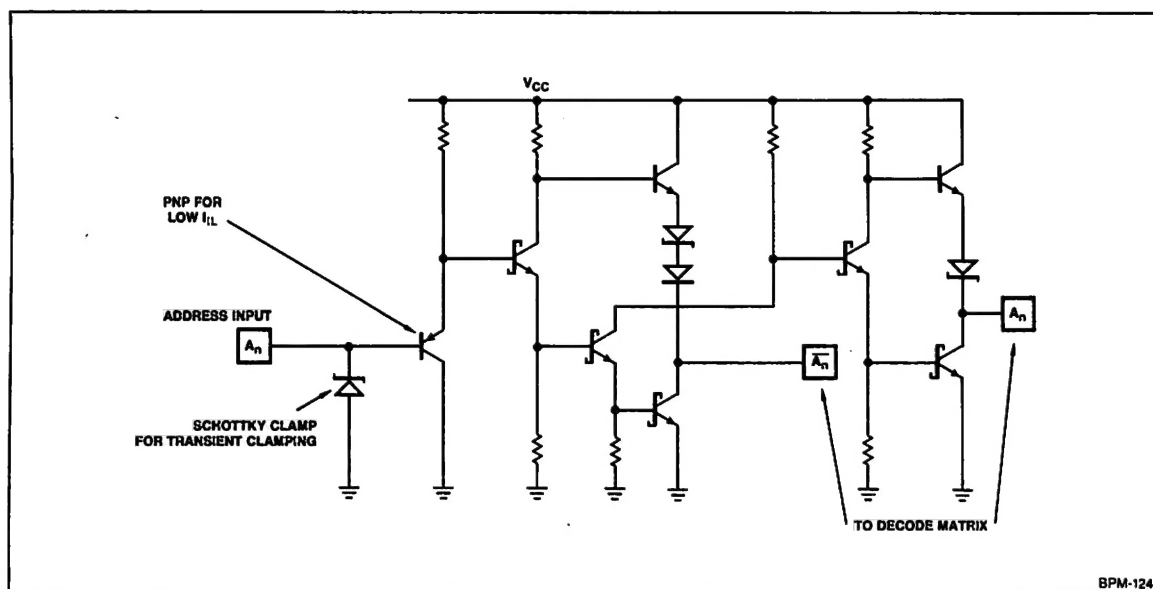 VCC
PNP FOR
LOW IIL
ADDRESS INPUT
An
SCHOTTKY CLAMP
FOR TRANSIENT CLAMPING
An
An
TO DECODE MATRIX
BPM-124